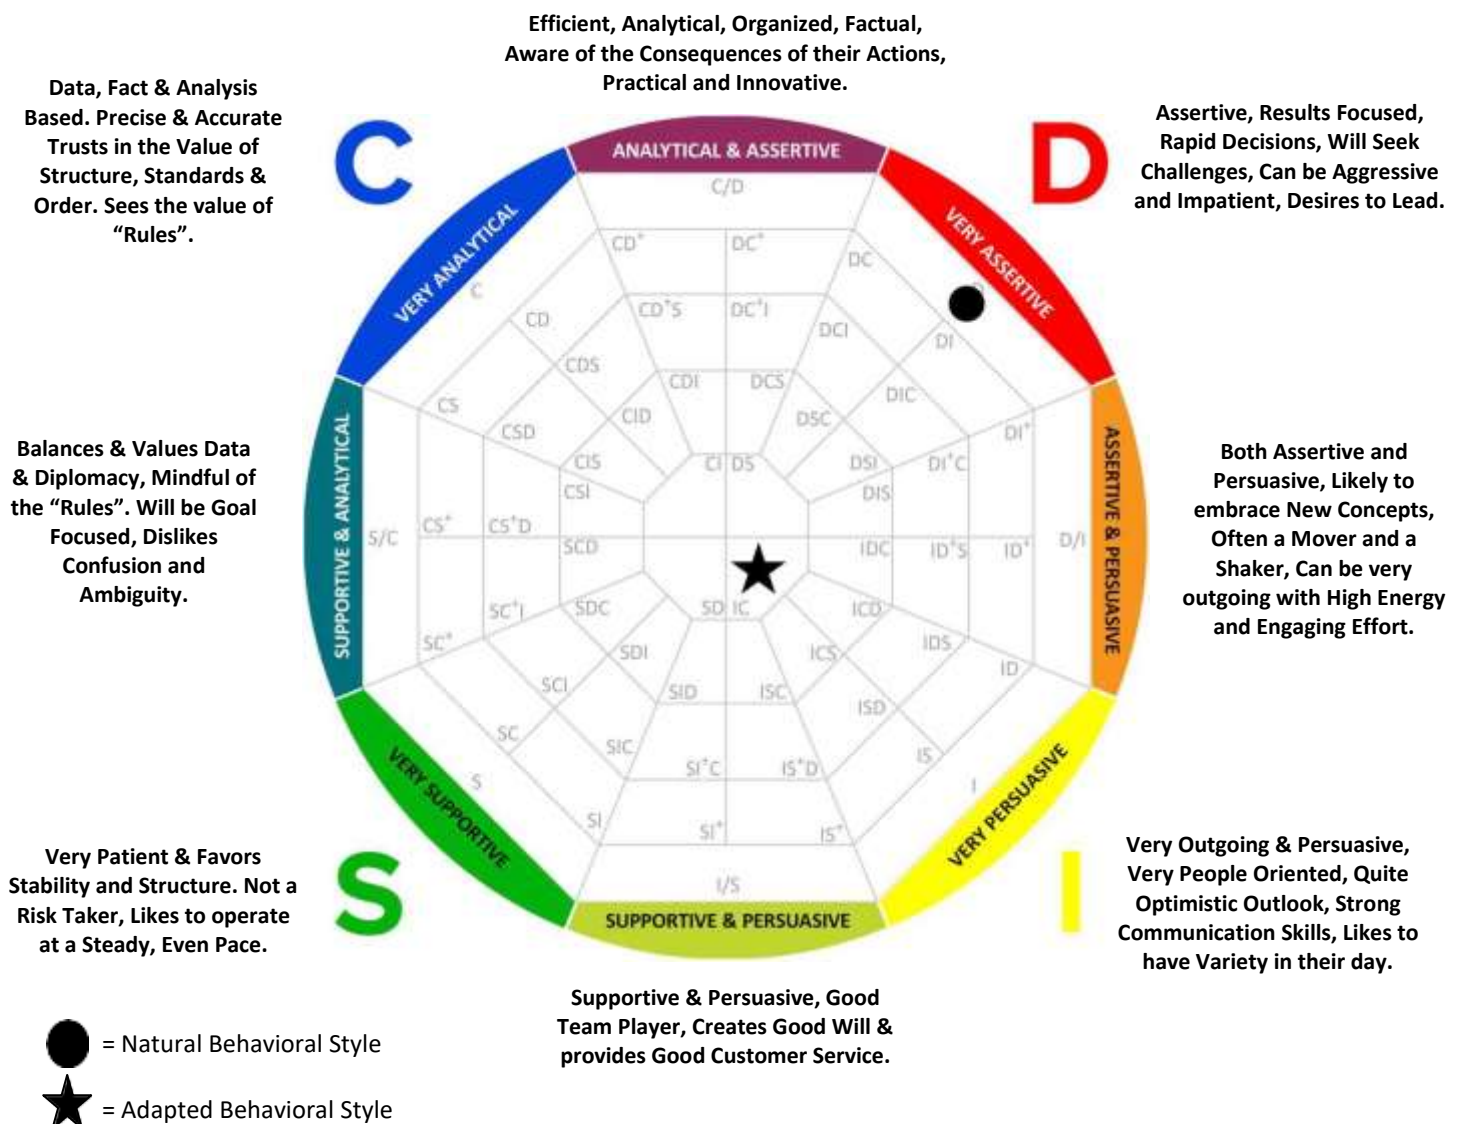 Efficient, Analytical, Organized, Factual,
Aware of the Consequences of their Actions,
Practical and Innovative.
Data, Fact & Analysis
Based. Precise & Accurate
Trusts in the Value of
Structure, Standards &
Order. Sees the value of
“Rules”.
C
D
Assertive, Results Focused,
Rapid Decisions, Will Seek
Challenges, Can be Aggressive
and Impatient, Desires to Lead.
ANALYTICAL & ASSERTIVE
VERY ANALYTICAL
VERY ASSERTIVE
C/D
CD⁺
DC⁺
DC
C
CD
CD⁺S
DC⁺I
DCI
DI
CDS
CDI
DCS
DIC
CS
CID
DSC
CSD
DI⁺
CIS
CI
DS
DSI
DI⁺C
CSI
DIS
S/C
CS⁺
CS⁺D
SCD
IDC
ID⁺S
ID⁺
D/I
SC⁺I
SDC
SD
IC
ICD
SC⁺
SDI
ICS
IDS
ID
SCI
SID
ISC
ISD
SC
SIC
IS
SI⁺C
IS⁺D
S
I
SI
SI⁺
IS⁺
I/S
SUPPORTIVE & ANALYTICAL
ASSERTIVE & PERSUASIVE
VERY SUPPORTIVE
VERY PERSUASIVE
SUPPORTIVE & PERSUASIVE
Balances & Values Data
& Diplomacy, Mindful of
the “Rules”. Will be Goal
Focused, Dislikes
Confusion and
Ambiguity.
Both Assertive and
Persuasive, Likely to
embrace New Concepts,
Often a Mover and a
Shaker, Can be very
outgoing with High Energy
and Engaging Effort.
Very Patient & Favors
Stability and Structure. Not a
Risk Taker, Likes to operate
at a Steady, Even Pace.
S
I
Very Outgoing & Persuasive,
Very People Oriented, Quite
Optimistic Outlook, Strong
Communication Skills, Likes to
have Variety in their day.
Supportive & Persuasive, Good
Team Player, Creates Good Will &
provides Good Customer Service.
= Natural Behavioral Style
= Adapted Behavioral Style